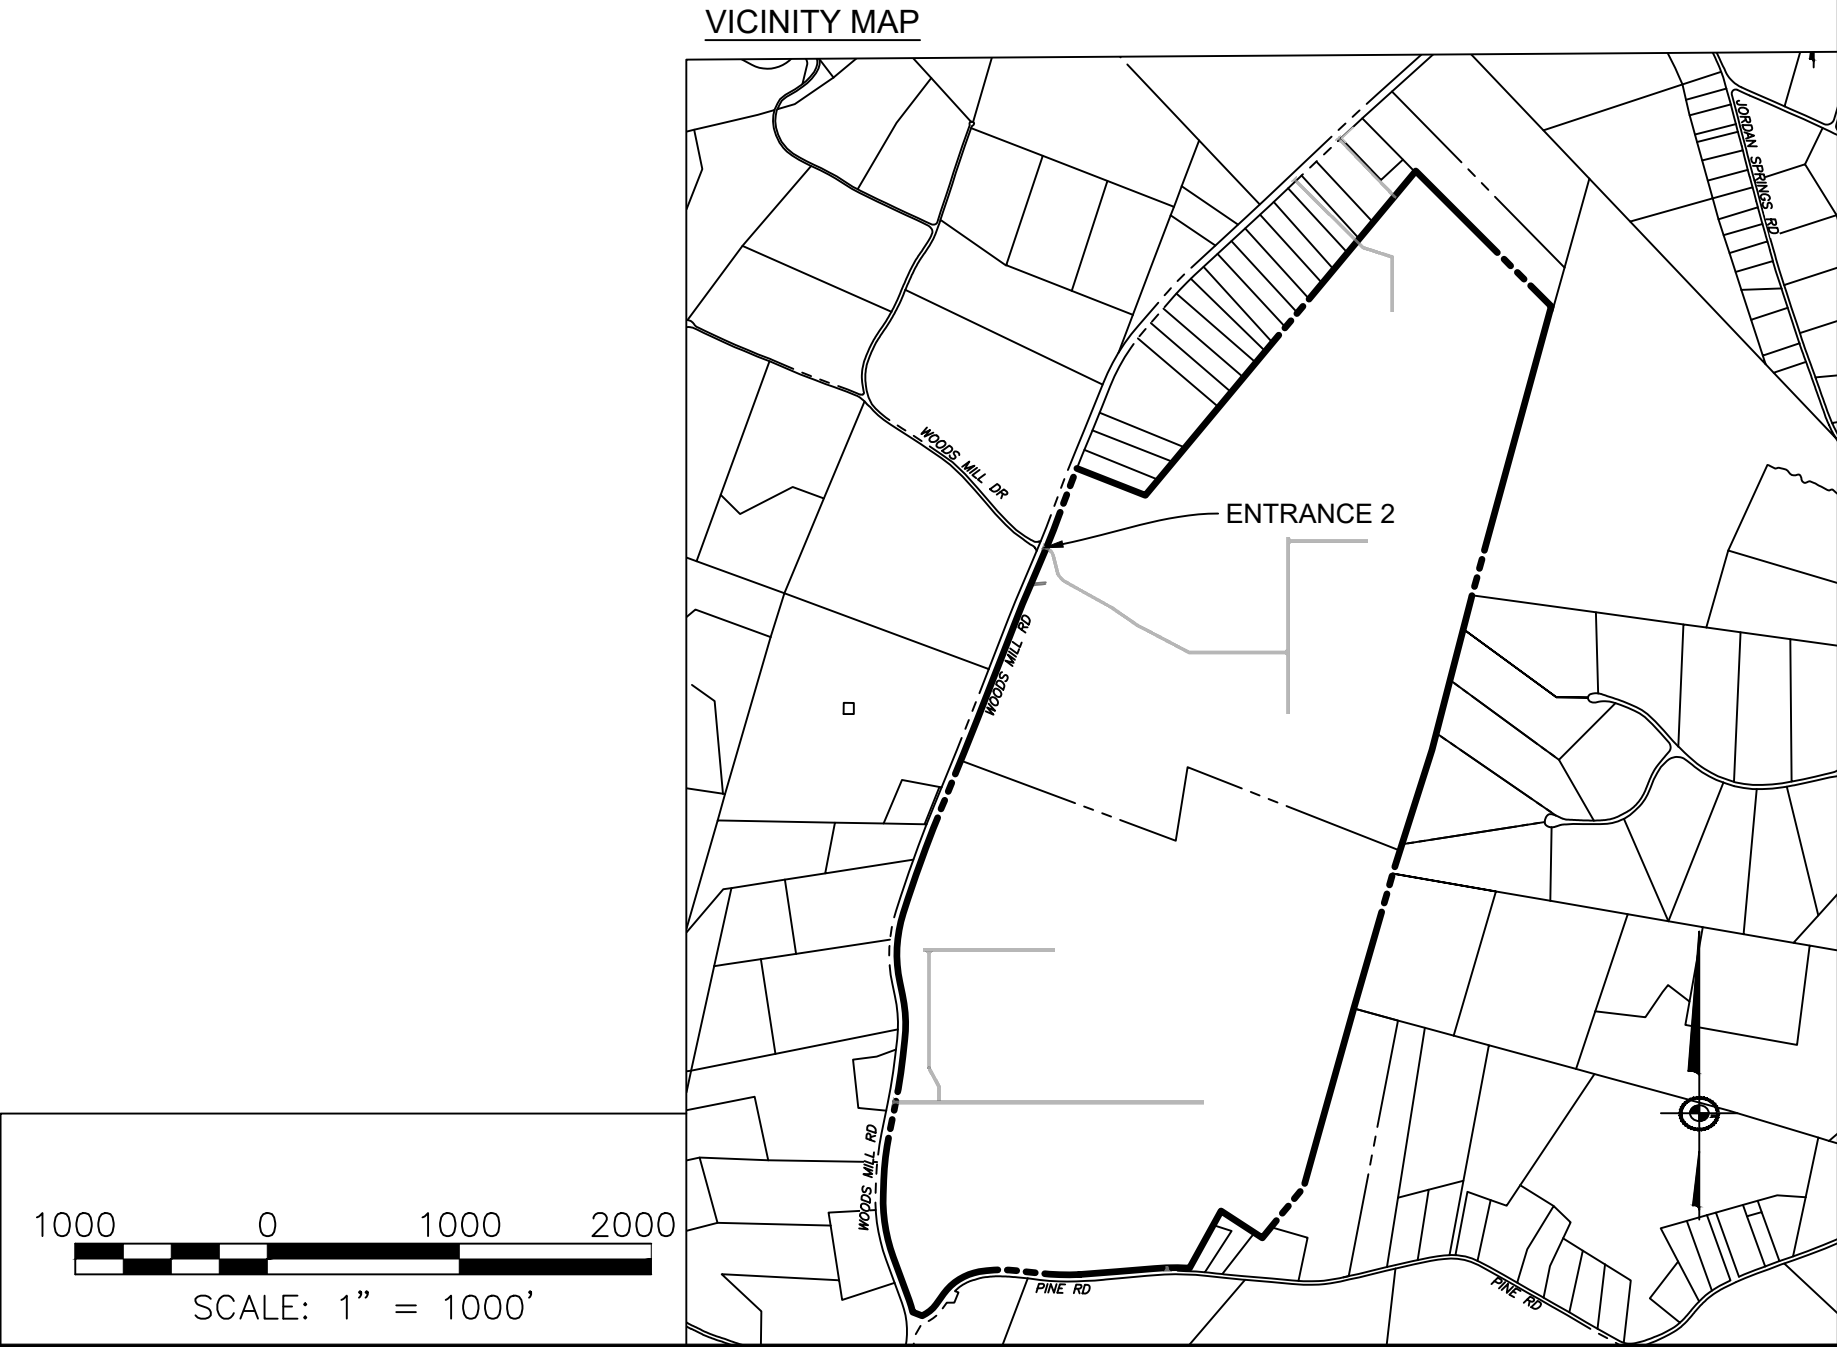 VICINITY MAP
JORDAN SPRINGS RD
WOODS MILL DR
ENTRANCE 2
WOODS MILL RD
WOODS MILL RD
1000 0 1000 2000
SCALE: 1” = 1000’
PINE RD
PINE RD